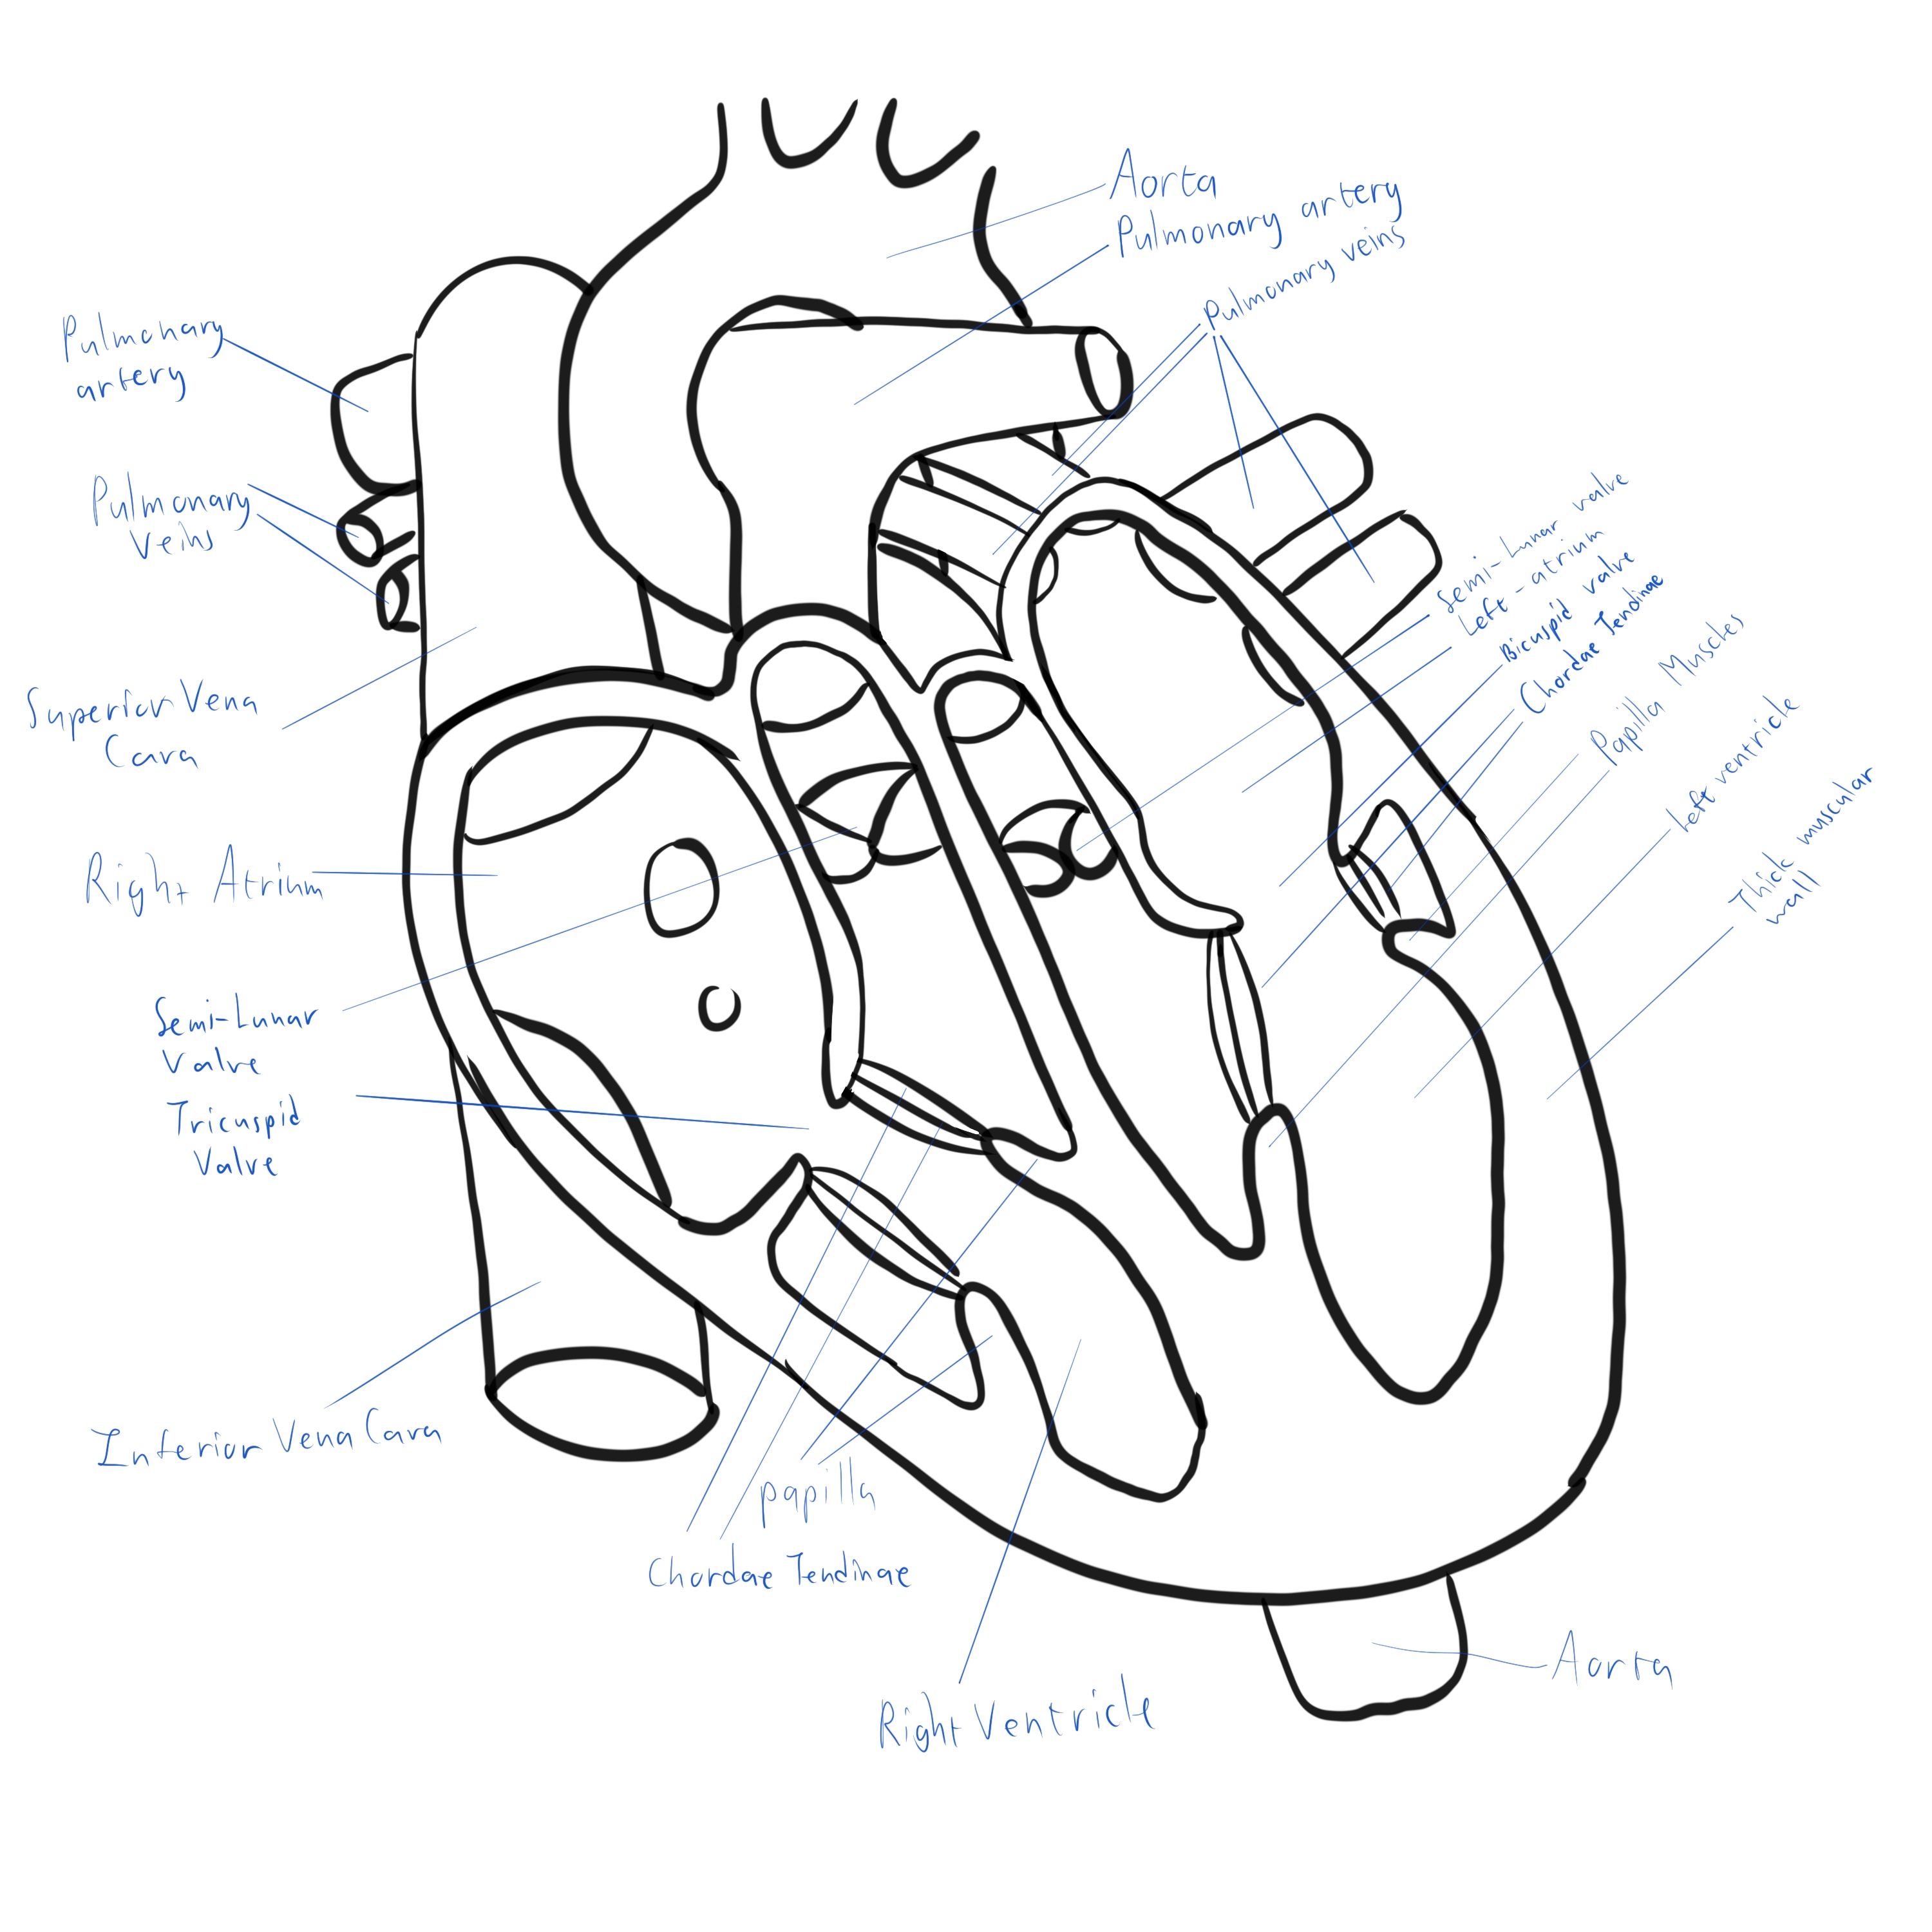 Aorta
Pulmonary artery
Pulmonary veins
Pulmonary
artery
Pulmonary
Veins
Superior Vena
Cava
Right Atrium
Semi-Lunar
Valve
Tricuspid
Valve
Inferior Vena Cava
papilla
Chordae Tendinae
Right Ventricle
Semi-Lunar valve
Left-atrium
Bicuspid valve
Chordae Tendinae
Papilla Muscles
Left ventricle
Thick muscular
wall
Aorta